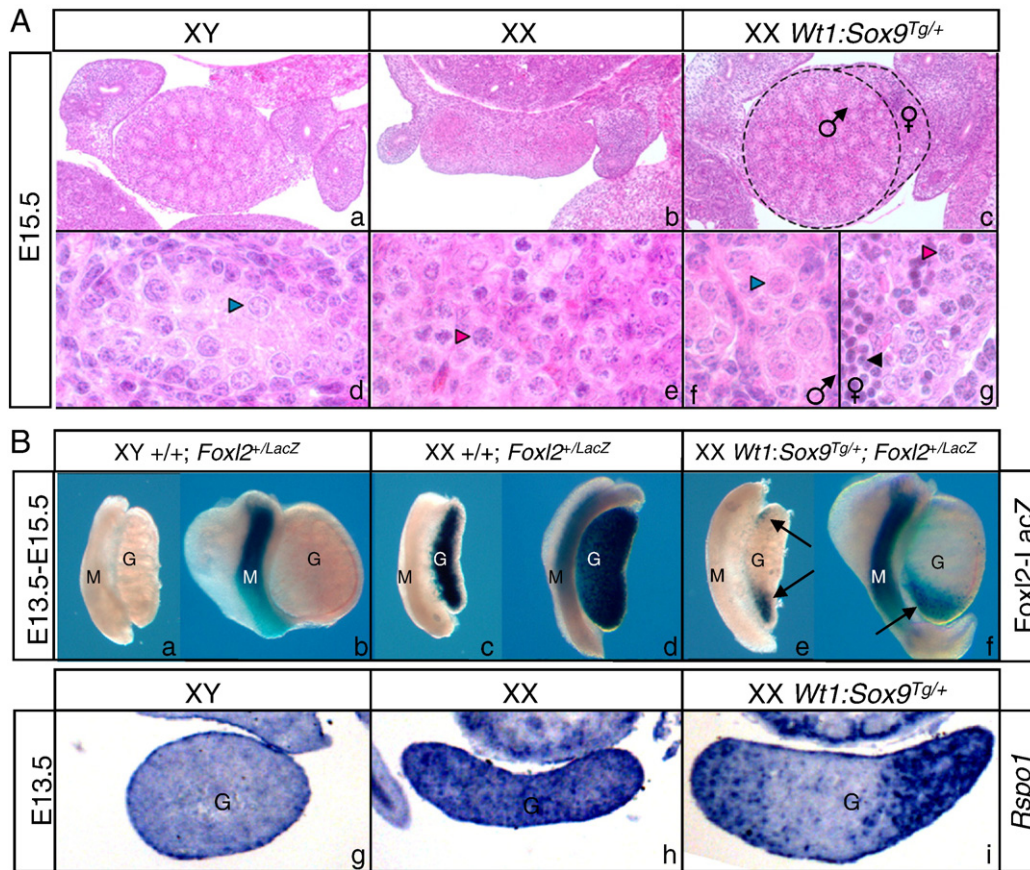 A
XY XX XX Wt1:Sox9Tg/+
E15.5
♂ ♀
a b c
d e f ♂ ♀ g
B
XY +/+; Foxl2+/LacZ XX +/+; Foxl2+/LacZ XX Wt1:Sox9Tg/+; Foxl2+/LacZ
E13.5-E15.5
M G M G M G M G M G M G
a b c d e f
Foxl2-LacZ
XY XX XX Wt1:Sox9Tg/+
E13.5
G G G
g h i
Rspo1